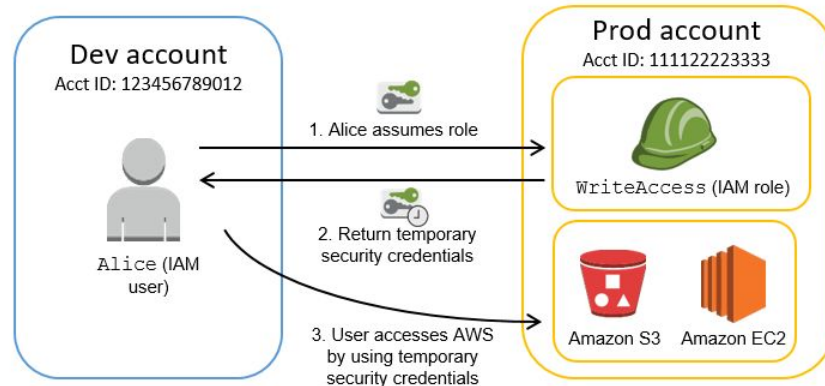 Dev account
Acct ID: 123456789012
Alice (IAM
user)
1. Alice assumes role
2. Return temporary
security credentials
3. User accesses AWS
by using temporary
security credentials
Prod account
Acct ID: 111122223333
WriteAccess (IAM role)
Amazon S3
Amazon EC2